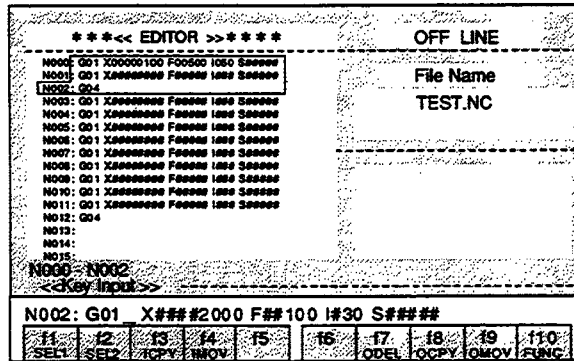 ***<< EDITOR >>****
OFF LINE
N000: G01 X00000100 F00500 I050 S#####
N001: G01 X######## F##### I### S#####
N002: G04
N003: G01 X######## F##### I### S#####
N004: G01 X######## F##### I### S#####
N005: G01 X######## F##### I### S#####
N006: G01 X######## F##### I### S#####
N007: G01 X######## F##### I### S#####
N008: G01 X######## F##### I### S#####
N009: G01 X######## F##### I### S#####
N010: G01 X######## F##### I### S#####
N011: G01 X######## F##### I### S#####
N012: G04
N013:
N014:
N015:
File Name
TEST.NC
N000 - N002
<<Key Input>>
N002: G01_ X####2000 F##100 I#30 S#####
f1 f2 f3 f4 f5 f6 f7 f8 f9 f10
SEL1 SEL2 ICPY IMOV ODEL OCPY OMOV FUNC